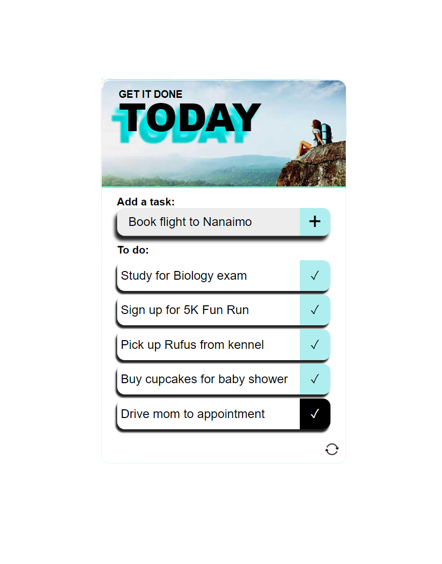 GET IT DONE
TODAY
Add a task:
Book flight to Nanaimo
+
To do:
Study for Biology exam ✓
Sign up for 5K Fun Run ✓
Pick up Rufus from kennel ✓
Buy cupcakes for baby shower ✓
Drive mom to appointment ✓